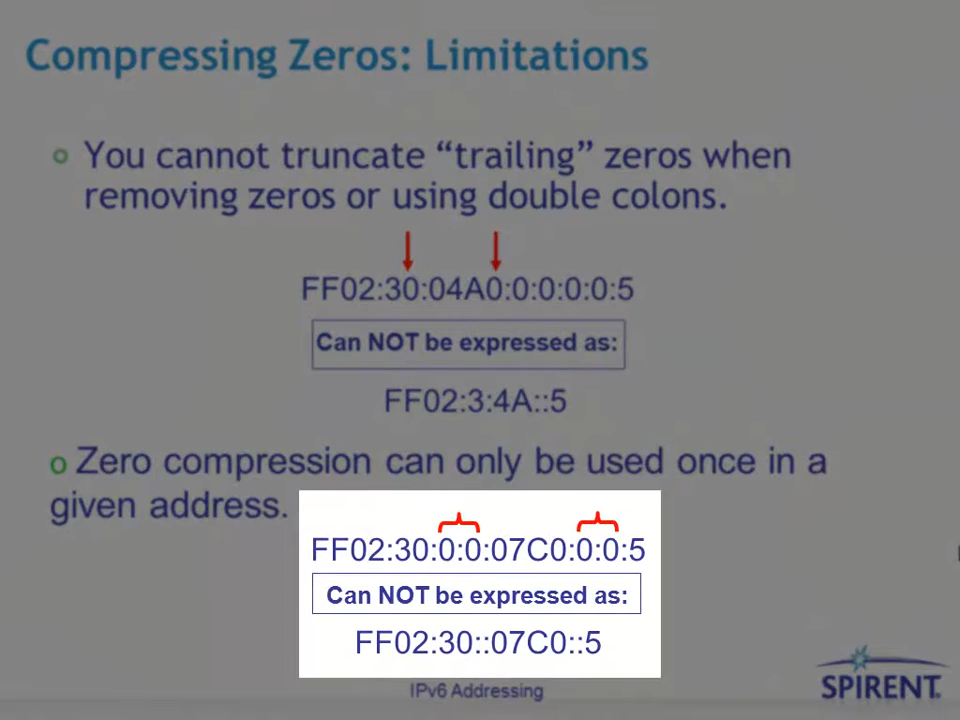 Compressing Zeros: Limitations
o You cannot truncate “trailing” zeros when
removing zeros or using double colons.
FF02:30:04A0:0:0:0:0:5
Can NOT be expressed as:
FF02:3:4A::5
o Zero compression can only be used once in a
given address.
FF02:30:0:0:07C0:0:0:5
Can NOT be expressed as:
FF02:30::07C0::5
IPv6 Addressing
SPIRENT